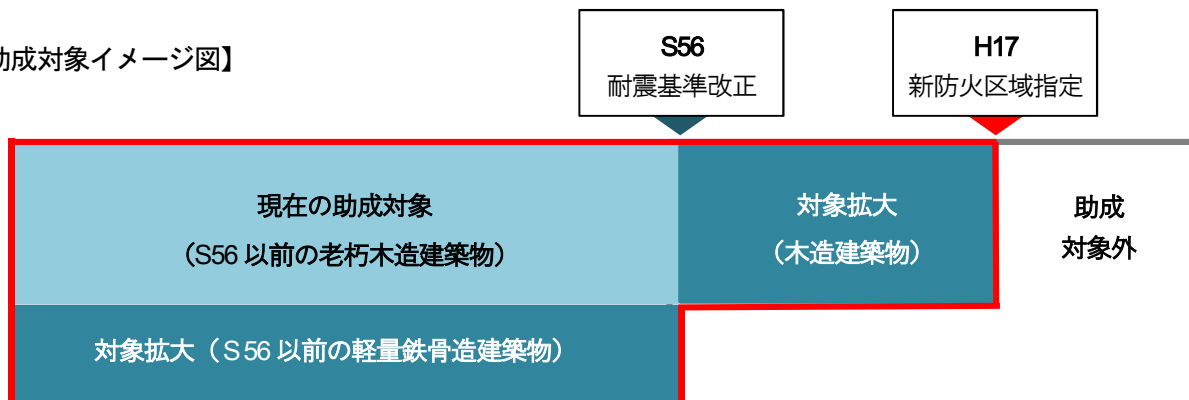 助成対象イメージ図】
S56
耐震基準改正
H17
新防火区域指定
現在の助成対象
（S56 以前の老朽木造建築物）
対象拡大
（木造建築物）
助成
対象外
対象拡大（Ｓ56 以前の軽量鉄骨造建築物）